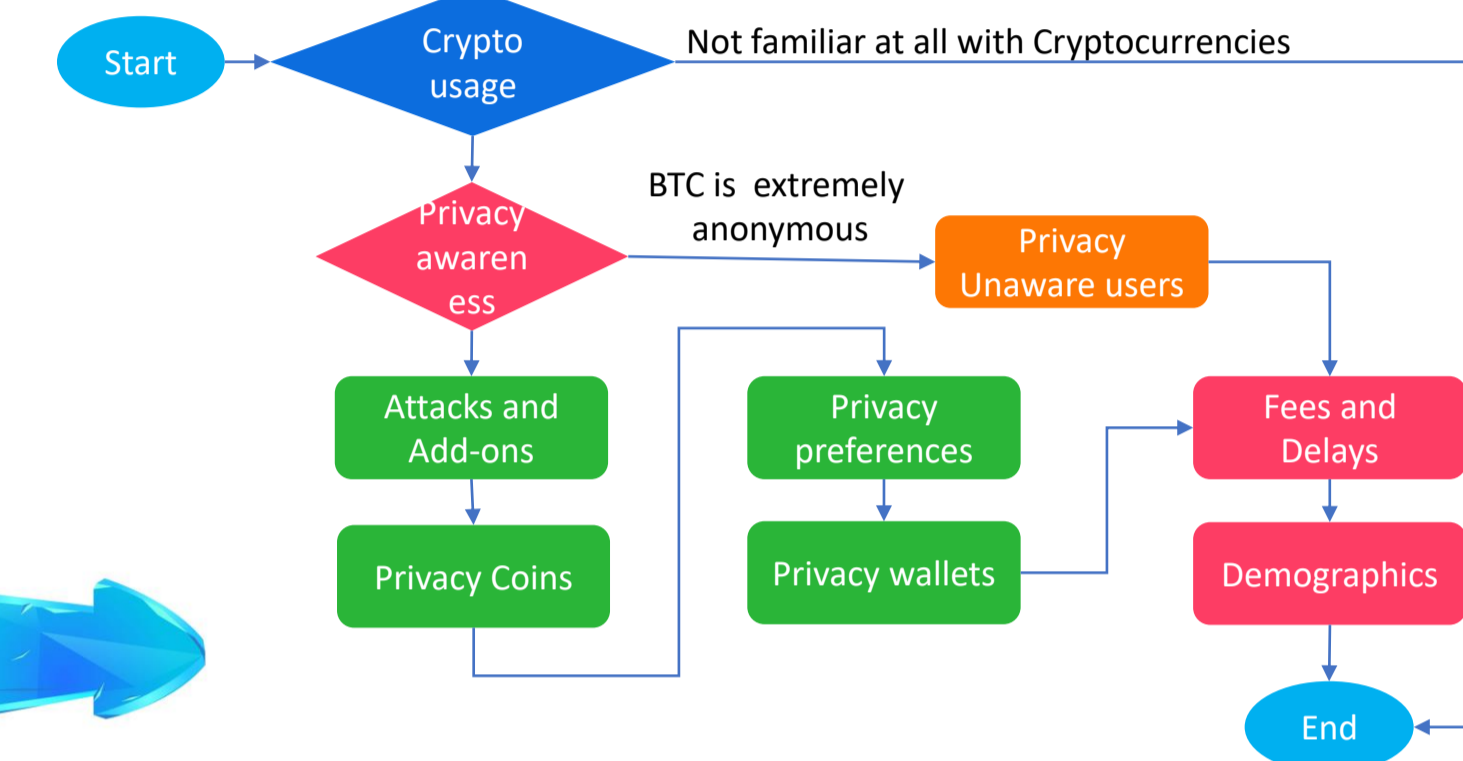 Start
Crypto
usage
Not familiar at all with Cryptocurrencies
Privacy
awaren
ess
BTC is  extremely
anonymous
Privacy
Unaware users
Attacks and
Add-ons
Privacy
preferences
Fees and
Delays
Privacy Coins
Privacy wallets
Demographics
End